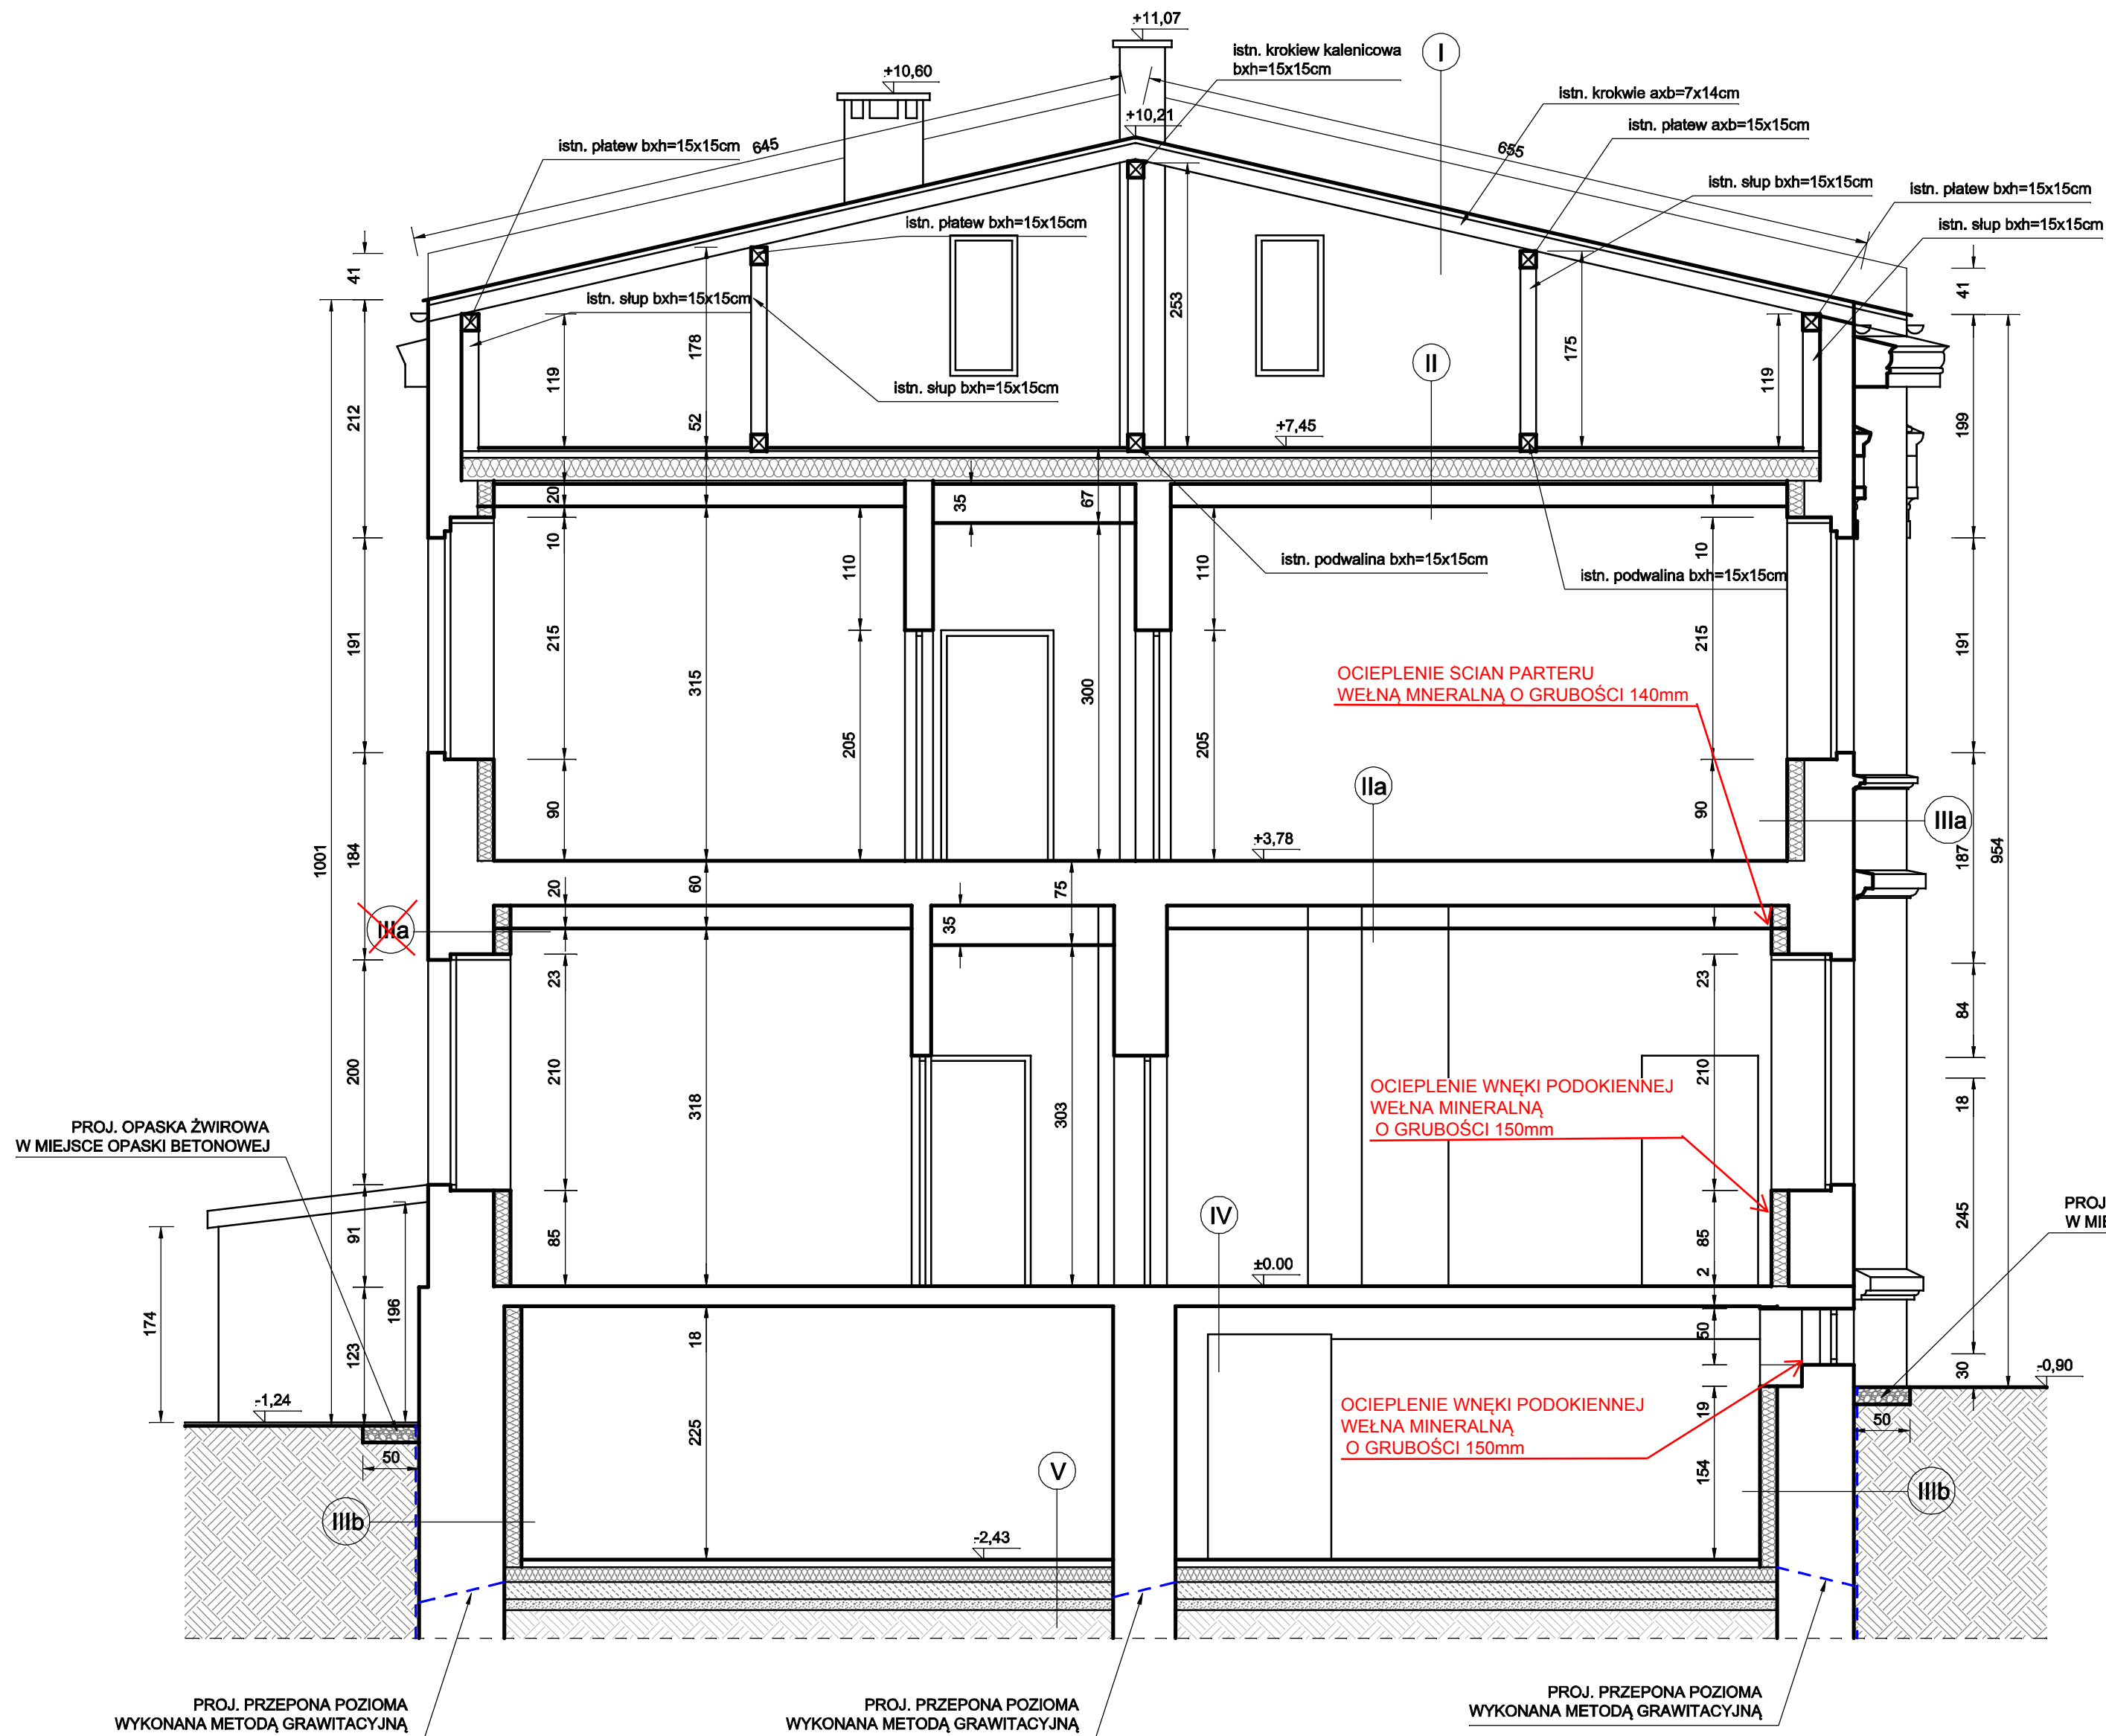 +11,07
istn. krokiew kalenicowa
bxh=15x15cm
I
+10,60
istn. krokwie axb=7x14cm
+10,21
istn. płatew axb=15x15cm
istn. płatew bxh=15x15cm
645
655
istn. słup bxh=15x15cm
istn. płatew bxh=15x15cm
istn. płatew bxh=15x15cm
istn. słup bxh=15x15cm
41
41
istn. słup bxh=15x15cm
253
178
175
119
119
II
istn. słup bxh=15x15cm
212
199
52
+7,45
20
35
67
10
10
110
110
istn. podwalina bxh=15x15cm
istn. podwalina bxh=15x15cm
191
215
315
300
215
191
OCIEPLENIE SCIAN PARTERU
WEŁNĄ MNERALNĄ O GRUBOŚCI 140mm
205
205
IIa
90
90
IIIa
+3,78
1001
184
187
954
20
60
75
35
IIIa
23
23
84
200
210
318
303
210
OCIEPLENIE WNĘKI PODOKIENNEJ
WEŁNA MINERALNĄ
O GRUBOŚCI 150mm
18
PROJ. OPASKA ŻWIROWA
W MIEJSCE OPASKI BETONOWEJ
PROJ
W MIE
IV
91
85
85
245
±0.00
2
196
174
123
18
50
30
-0,90
-1,24
OCIEPLENIE WNĘKI PODOKIENNEJ
WEŁNA MINERALNĄ
O GRUBOŚCI 150mm
19
50
225
50
V
154
IIIb
IIIb
-2,43
PROJ. PRZEPONA POZIOMA
WYKONANA METODĄ GRAWITACYJNĄ
PROJ. PRZEPONA POZIOMA
WYKONANA METODĄ GRAWITACYJNĄ
PROJ. PRZEPONA POZIOMA
WYKONANA METODĄ GRAWITACYJNĄ